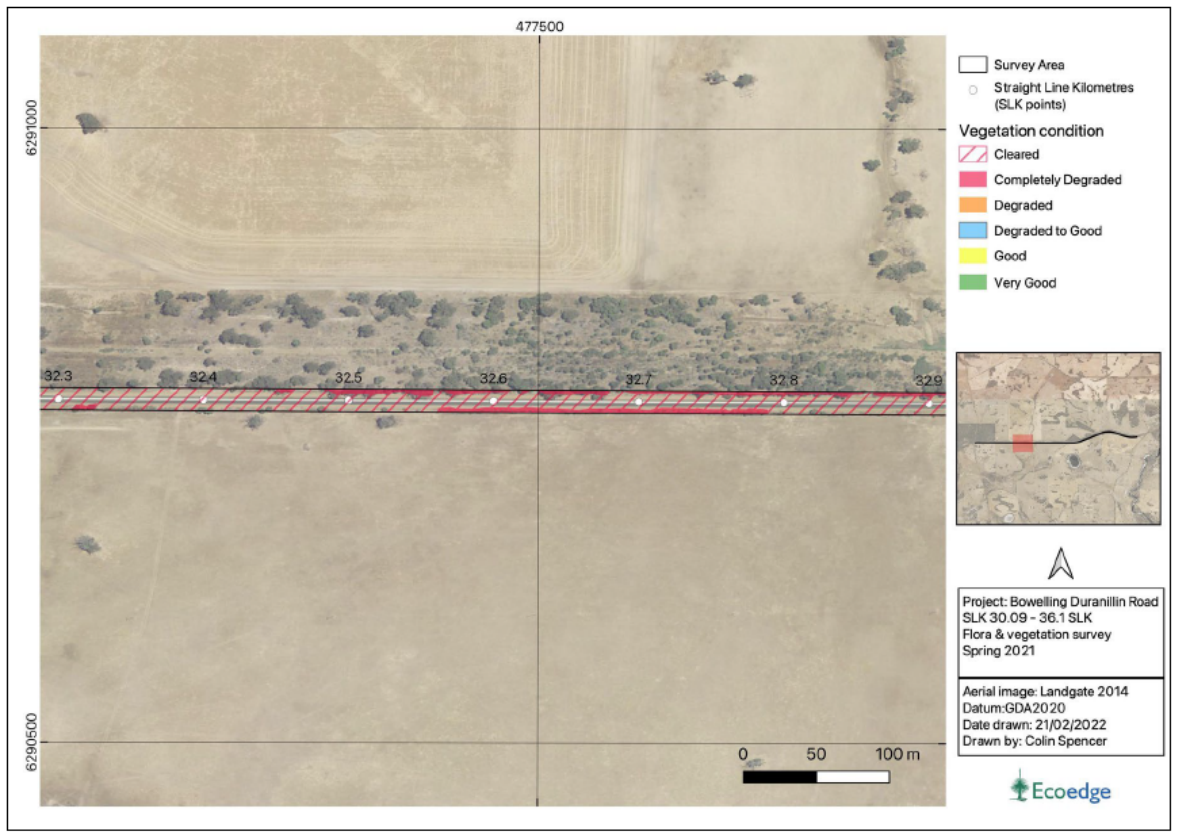 477500
6291000
32.3
32.4
32.5
32.6
32.7
32.8
32.9
6290500
0 50 100 m
Survey Area
Straight Line Kilometres
(SLK points)
Vegetation condition
Cleared
Completely Degraded
Degraded
Degraded to Good
Good
Very Good
Project: Bowelling Duranillin Road
SLK 30.09 - 36.1 SLK
Flora & vegetation survey
Spring 2021
Aerial image: Landgate 2014
Datum:GDA2020
Date drawn: 21/02/2022
Drawn by: Colin Spencer
Ecoedge